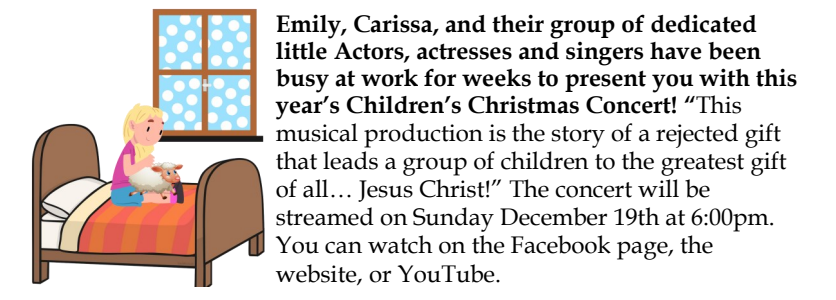 Emily, Carissa, and their group of dedicated
little Actors, actresses and singers have been
busy at work for weeks to present you with this
year’s Children’s Christmas Concert! “This
musical production is the story of a rejected gift
that leads a group of children to the greatest gift
of all… Jesus Christ!” The concert will be
streamed on Sunday December 19th at 6:00pm.
You can watch on the Facebook page, the
website, or YouTube.